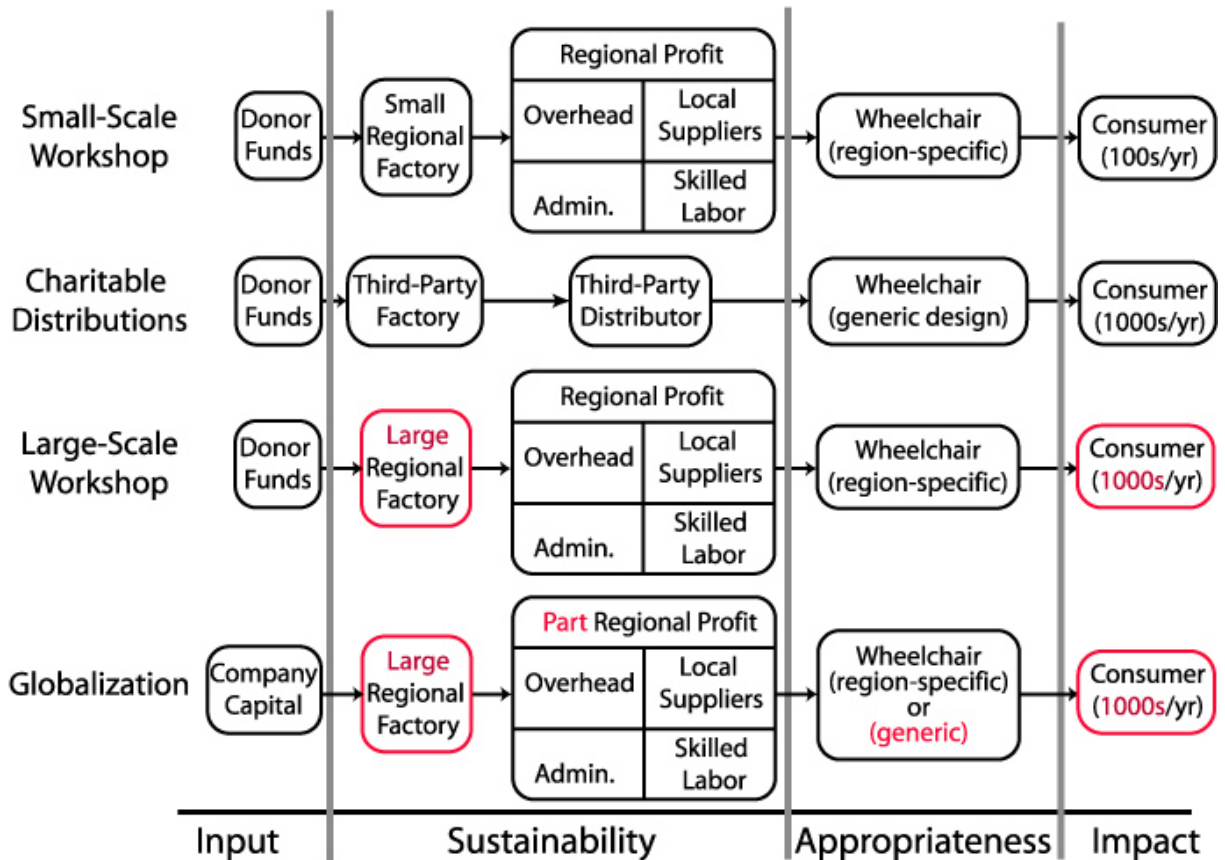 Small-Scale
Workshop
Donor
Funds
Small
Regional
Factory
Regional Profit
Overhead
Local
Suppliers
Admin.
Skilled
Labor
Wheelchair
(region-specific)
Consumer
(100s/yr)
Charitable
Distributions
Donor
Funds
Third-Party
Factory
Third-Party
Distributor
Wheelchair
(generic design)
Consumer
(1000s/yr)
Large-Scale
Workshop
Donor
Funds
Large
Regional
Factory
Regional Profit
Overhead
Local
Suppliers
Admin.
Skilled
Labor
Wheelchair
(region-specific)
Consumer
(1000s/yr)
Globalization
Company
Capital
Large
Regional
Factory
Part Regional Profit
Overhead
Local
Suppliers
Admin.
Skilled
Labor
Wheelchair
(region-specific)
or
(generic)
Consumer
(1000s/yr)
Input
Sustainability
Appropriateness
Impact